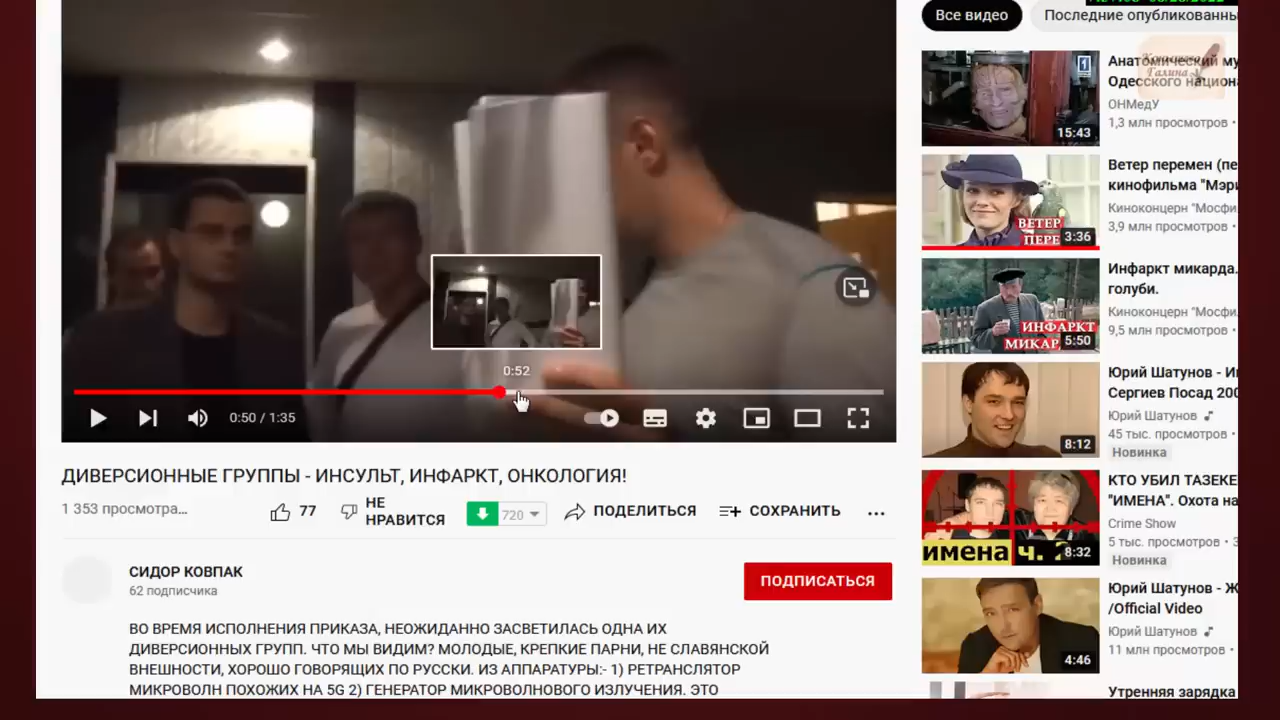 Все видео
Последние опубликованны
0:52
0:50 / 1:35
ДИВЕРСИОННЫЕ ГРУППЫ - ИНСУЛЬТ, ИНФАРКТ, ОНКОЛОГИЯ!
1 353 просмотра...
77
НЕ НРАВИТСЯ
720
ПОДЕЛИТЬСЯ
СОХРАНИТЬ
СИДОР КОВПАК
62 подписчика
ПОДПИСАТЬСЯ
ВО ВРЕМЯ ИСПОЛНЕНИЯ ПРИКАЗА, НЕОЖИДАННО ЗАСВЕТИЛАСЬ ОДНА ИХ
ДИВЕРСИОННЫХ ГРУПП. ЧТО МЫ ВИДИМ? МОЛОДЫЕ, КРЕПКИЕ ПАРНИ, НЕ СЛАВЯНСКОЙ
ВНЕШНОСТИ, ХОРОШО ГОВОРЯЩИХ ПО РУССКИ. ИЗ АППАРАТУРЫ:- 1) РЕТРАНСЛЯТОР
МИКРОВОЛН ПОХОЖИХ НА 5G 2) ГЕНЕРАТОР МИКРОВОЛНОВОГО ИЗЛУЧЕНИЯ. ЭТО
15:43
Анатомический му
Одесского национа
ОНМедУ
1,3 млн просмотров •
ВЕТЕР
ПЕРЕ
3:36
Ветер перемен (пе
кинофильма "Мэри
Киноконцерн "Мосфи.
3,9 млн просмотров •
ИНФАРКТ
МИКАР
5:50
Инфаркт микарда.
голуби.
Киноконцерн "Мосфи.
9,5 млн просмотров •
8:12
Юрий Шатунов - И
Сергиев Посад 200
Юрий Шатунов
45 тыс. просмотров •
Новинка
имена ч. 2
8:32
КТО УБИЛ ТАЗЕКЕ
"ИМЕНА". Охота на
Crime Show
5 тыс. просмотров • 3
Новинка
4:46
Юрий Шатунов - Ж
/Official Video
Юрий Шатунов
11 млн просмотров •
Утренняя зарядка